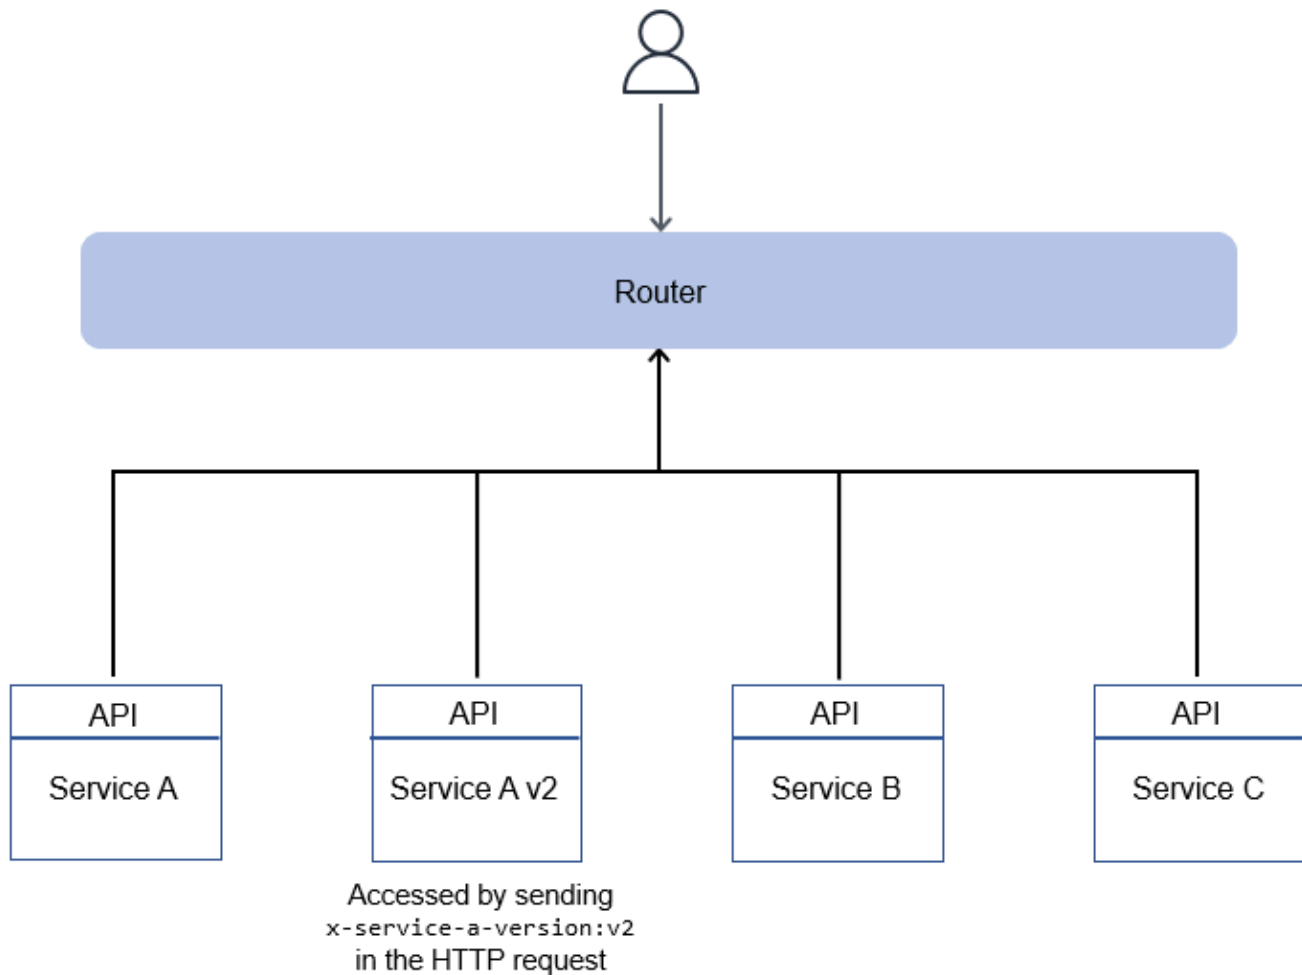 Router
API
Service A
API
Service A v2
API
Service B
API
Service C
Accessed by sending
x-service-a-version:v2
in the HTTP request